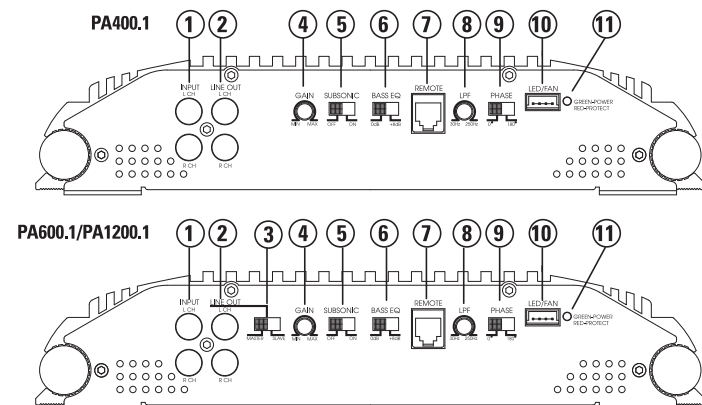 PA400.1
1 2 4 5 6 7 8 9 10 11
INPUT LINE OUT GAIN SUBSONIC BASS EQ REMOTE LPF PHASE LED/FAN
L CH L CH
GREEN-POWER
RED-PROTECT
MIN MAX OFF ON 0dB +8dB 30Hz 250Hz 0° 180°
R CH R CH
PA600.1/PA1200.1
1 2 3 4 5 6 7 8 9 10 11
INPUT LINE OUT GAIN SUBSONIC BASS EQ REMOTE LPF PHASE LED/FAN
L CH L CH
GREEN-POWER
RED-PROTECT
MASTER SLAVE MIN MAX OFF ON 0dB +8dB 30Hz 250Hz 0° 180°
R CH R CH